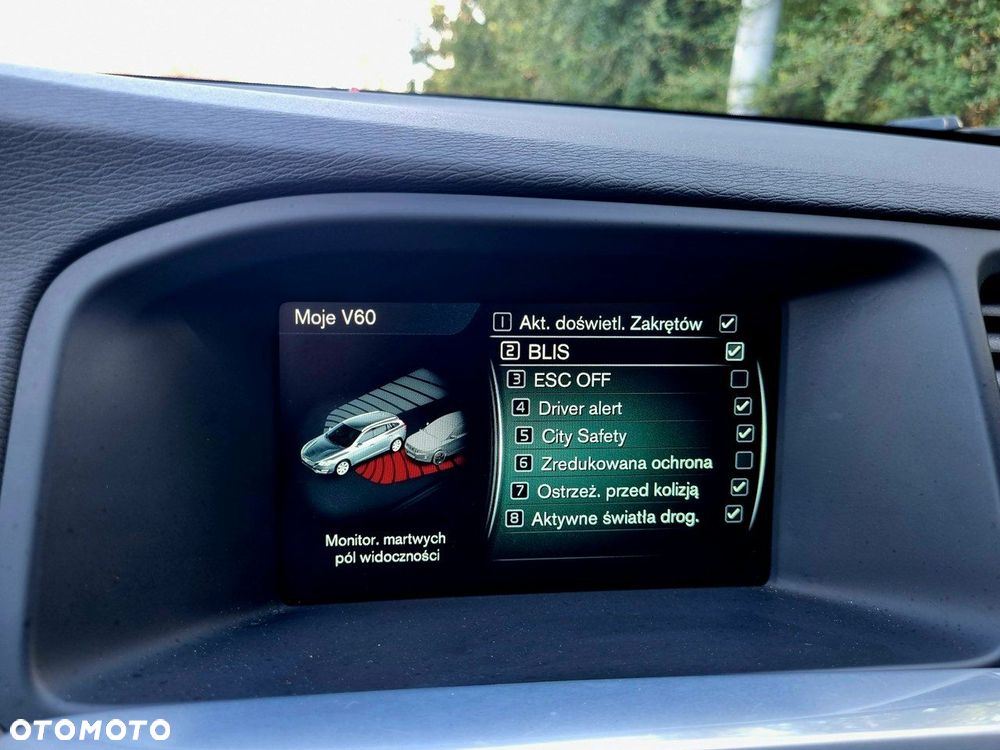 Moje V60
1 Akt. doświetl. Zakrętów
2 BLIS
3 ESC OFF
4 Driver alert
5 City Safety
6 Zredukowana ochrona
7 Ostrzeż. przed kolizją
8 Aktywne światła drog.
Monitor. martwych
pól widoczności
OTOMOTO